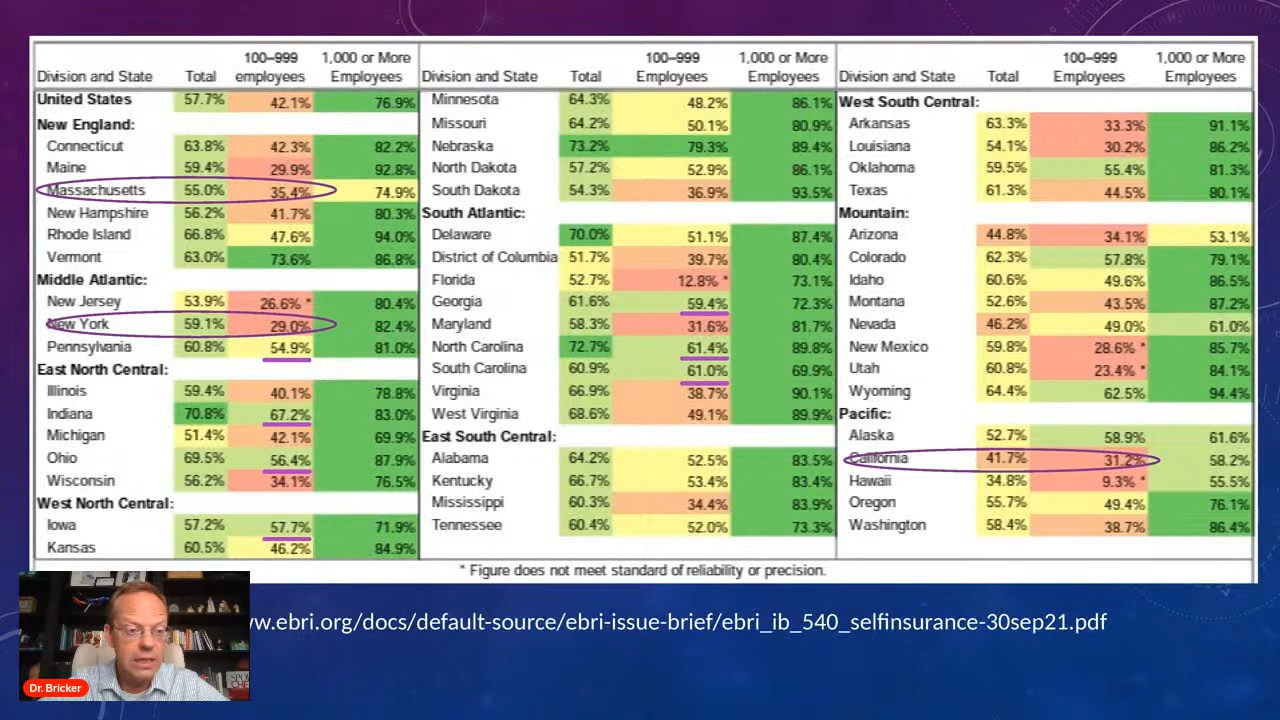 Division and State Total 100–999 employees 1,000 or More Employees
United States 57.7% 42.1% 76.9%
New England:
Connecticut 63.8% 42.3% 82.2%
Maine 59.4% 29.9% 92.8%
Massachusetts 55.0% 35.4% 74.9%
New Hampshire 56.2% 41.7% 80.3%
Rhode Island 66.8% 47.6% 94.0%
Vermont 63.0% 73.6% 86.8%
Middle Atlantic:
New Jersey 53.9% 26.6% * 80.4%
New York 59.1% 29.0% 82.4%
Pennsylvania 60.8% 54.9% 81.0%
East North Central:
Illinois 59.4% 40.1% 78.8%
Indiana 70.8% 67.2% 83.0%
Michigan 51.4% 42.1% 69.9%
Ohio 69.5% 56.4% 87.9%
Wisconsin 56.2% 34.1% 76.5%
West North Central:
Iowa 57.2% 57.7% 71.9%
Kansas 60.5% 46.2% 84.9%
Division and State Total 100–999 Employees 1,000 or More Employees
Minnesota 64.3% 48.2% 86.1%
Missouri 64.2% 50.1% 80.9%
Nebraska 73.2% 79.3% 89.4%
North Dakota 57.2% 52.9% 86.1%
South Dakota 54.3% 36.9% 93.5%
South Atlantic:
Delaware 70.0% 51.1% 87.4%
District of Columbia 51.7% 39.7% 80.4%
Florida 52.7% 12.8% * 73.1%
Georgia 61.6% 59.4% 72.3%
Maryland 58.3% 31.6% 81.7%
North Carolina 72.7% 61.4% 89.8%
South Carolina 60.9% 61.0% 69.9%
Virginia 66.9% 38.7% 90.1%
West Virginia 68.6% 49.1% 89.9%
East South Central:
Alabama 64.2% 52.5% 83.5%
Kentucky 66.7% 53.4% 83.4%
Mississippi 60.3% 34.4% 83.9%
Tennessee 60.4% 52.0% 73.3%
Division and State Total 100–999 Employees 1,000 or More Employees
West South Central:
Arkansas 63.3% 33.3% 91.1%
Louisiana 54.1% 30.2% 86.2%
Oklahoma 59.5% 55.4% 81.3%
Texas 61.3% 44.5% 80.1%
Mountain:
Arizona 44.8% 34.1% 53.1%
Colorado 62.3% 57.8% 79.1%
Idaho 60.6% 49.6% 86.5%
Montana 52.6% 43.5% 87.2%
Nevada 46.2% 49.0% 61.0%
New Mexico 59.8% 28.6% * 85.7%
Utah 60.8% 23.4% * 84.1%
Wyoming 64.4% 62.5% 94.4%
Pacific:
Alaska 52.7% 58.9% 61.6%
California 41.7% 31.2% 58.2%
Hawaii 34.8% 9.3% * 55.5%
Oregon 55.7% 49.4% 76.1%
Washington 58.4% 38.7% 86.4%
* Figure does not meet standard of reliability or precision.
w.ebri.org/docs/default-source/ebri-issue-brief/ebri_ib_540_selfinsurance-30sep21.pdf
Dr. Bricker